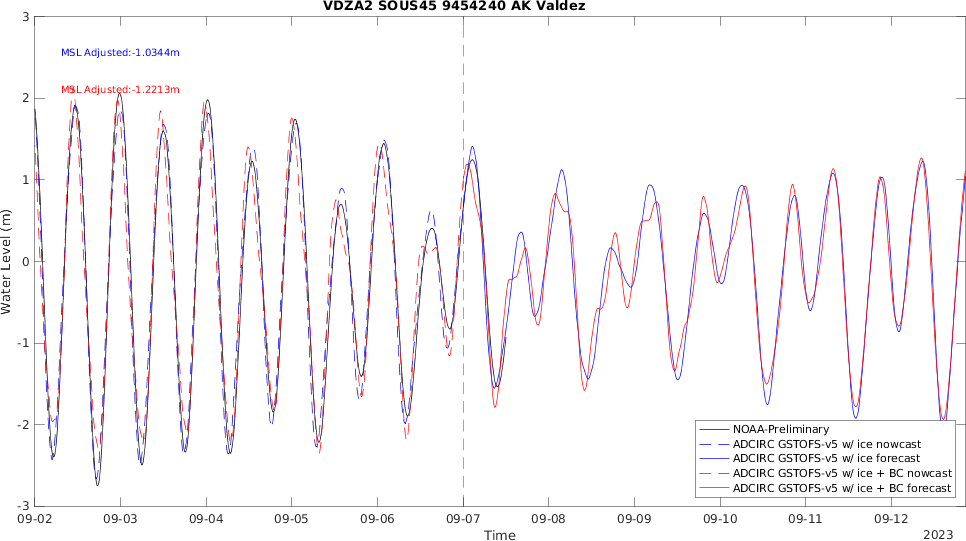 VDZA2 SOUS45 9454240 AK Valdez
MSL Adjusted:-1.0344m
MSL Adjusted:-1.2213m
Water Level (m)
3
2
1
0
-1
-2
-3
NOAA-Preliminary
ADCIRC GSTOFS-v5 w/ ice nowcast
ADCIRC GSTOFS-v5 w/ ice forecast
ADCIRC GSTOFS-v5 w/ ice + BC nowcast
ADCIRC GSTOFS-v5 w/ ice + BC forecast
09-02 09-03 09-04 09-05 09-06 09-07 09-08 09-09 09-10 09-11 09-12
Time
2023